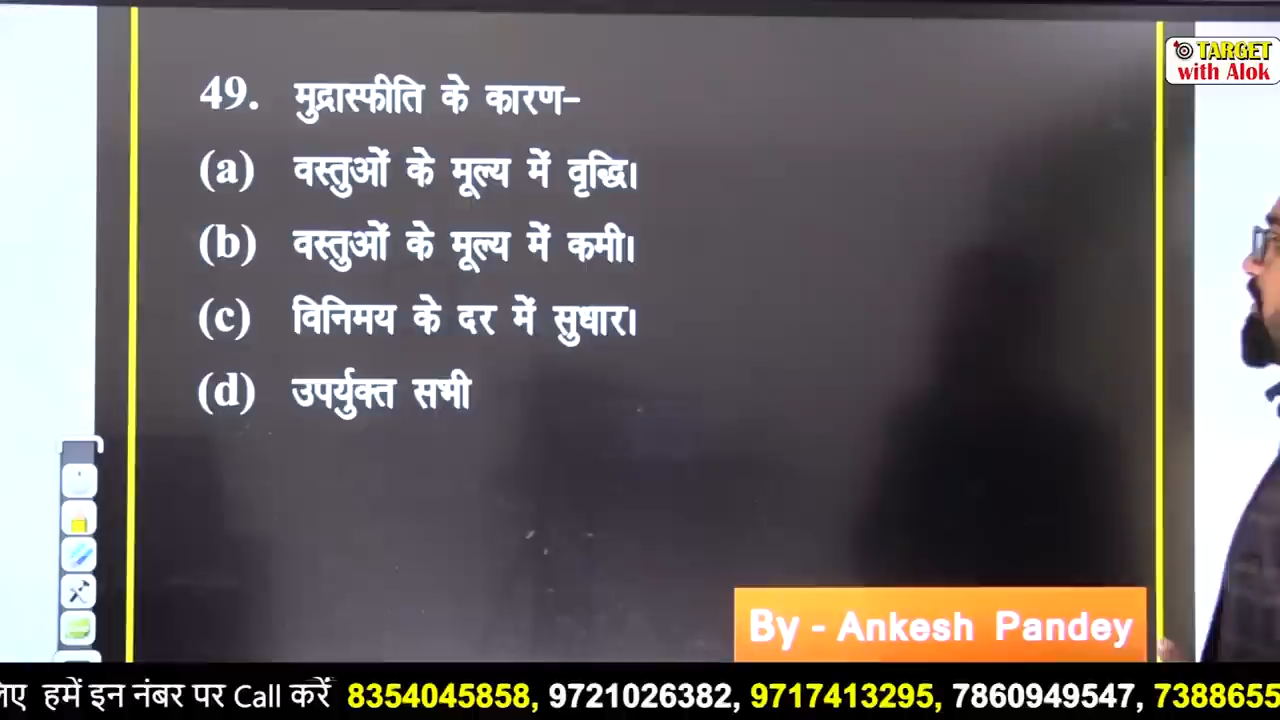 TARGET
with Alok
49. मुद्रास्फीति के कारण-
(a) वस्तुओं के मूल्य में वृद्धि।
(b) वस्तुओं के मूल्य में कमी।
(c) विनिमय के दर में सुधार।
(d) उपर्युक्त सभी
By - Ankesh Pandey
हमें इन नंबर पर Call करें 8354045858, 9721026382, 9717413295, 7860949547,